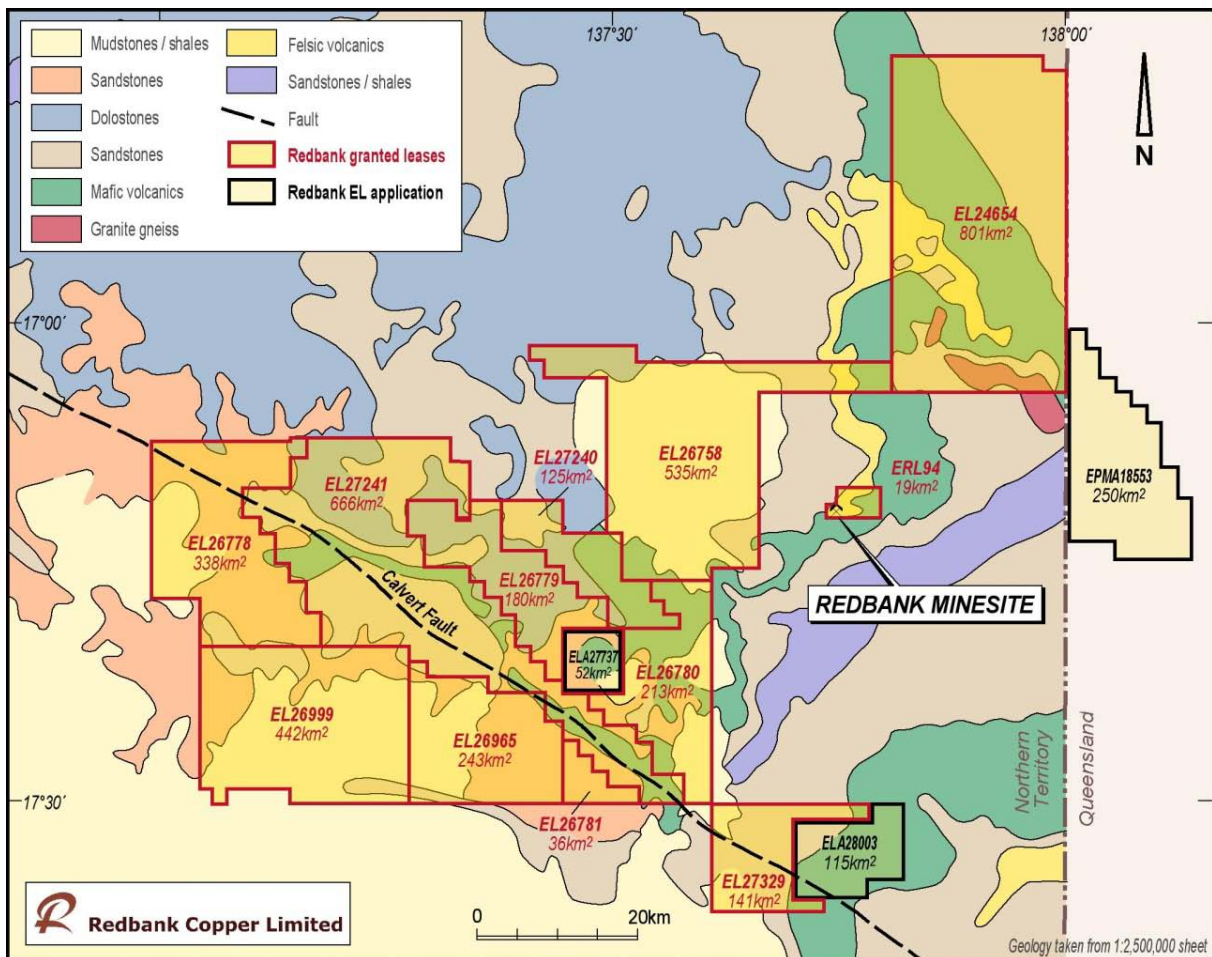 137°30´
138°00´
Mudstones / shales
Sandstones
Dolostones
Sandstones
Mafic volcanics
Granite gneiss
Felsic volcanics
Sandstones / shales
Fault
Redbank granted leases
Redbank EL application
N
EL24654
801km²
17°00´
17°00´
EL27240
125km²
EL26758
535km²
ERL94
19km²
EPMA18553
250km²
EL27241
666km²
EL26778
338km²
EL26779
180km²
Calvert Fault
REDBANK MINESITE
ELA27737
52km²
EL26780
213km²
EL26999
442km²
EL26965
243km²
Northern
Territory
Queensland
17°30´
EL26781
36km²
ELA28003
115km²
EL27329
141km²
R
Redbank Copper Limited
0
20km
Geology taken from 1:2,500,000 sheet